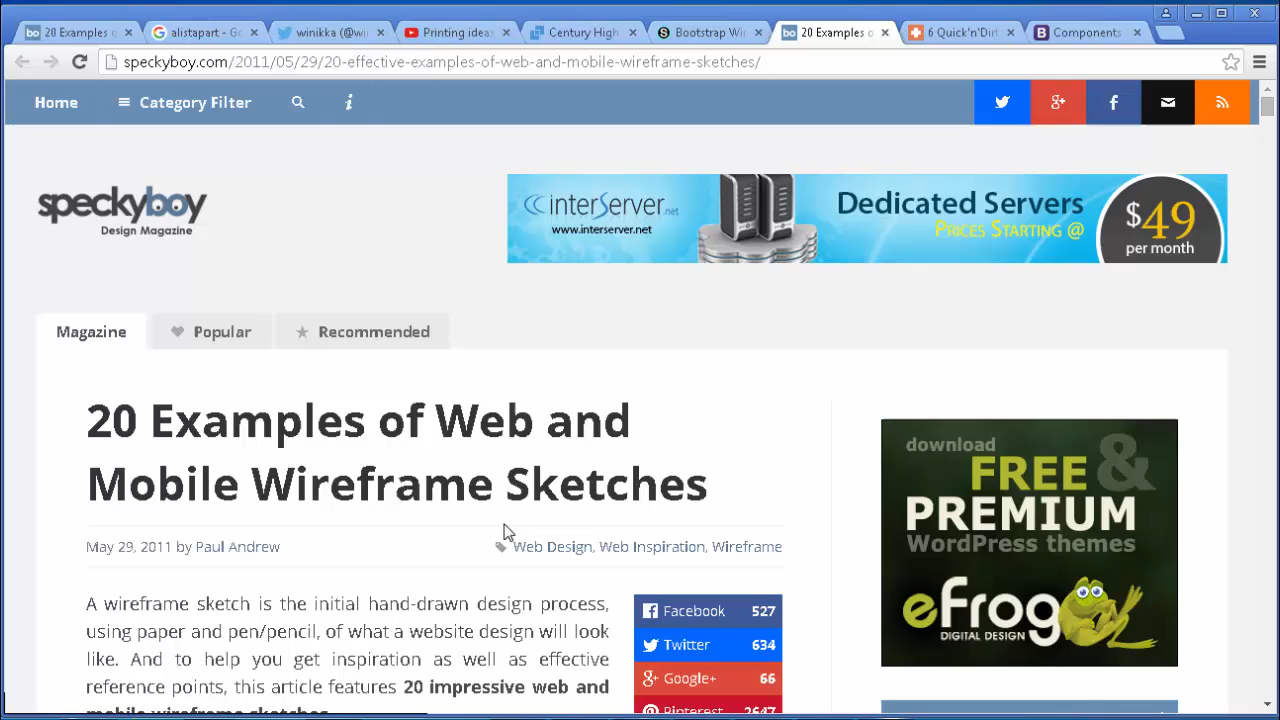 20 Examples o
alistapart - Go
winikka (@wi
Printing ideas
Century High
Bootstrap Wir
20 Examples o
6 Quick'n'Dirt
Components
speckyboy.com/2011/05/29/20-effective-examples-of-web-and-mobile-wireframe-sketches/
Home
Category Filter
speckyboy
Design Magazine
interServer.net
www.interserver.net
Dedicated Servers
PRICES STARTING @
$49
per month
Magazine
Popular
Recommended
20 Examples of Web and
Mobile Wireframe Sketches
May 29, 2011 by Paul Andrew
Web Design, Web Inspiration, Wireframe
A wireframe sketch is the initial hand-drawn design process,
using paper and pen/pencil, of what a website design will look
like. And to help you get inspiration as well as effective
reference points, this article features 20 impressive web and
mobile wireframe sketches.
Facebook 527
Twitter 634
Google+ 66
Pinterest 2647
download
FREE &
PREMIUM
WordPress themes
eFrog
DIGITAL DESIGN